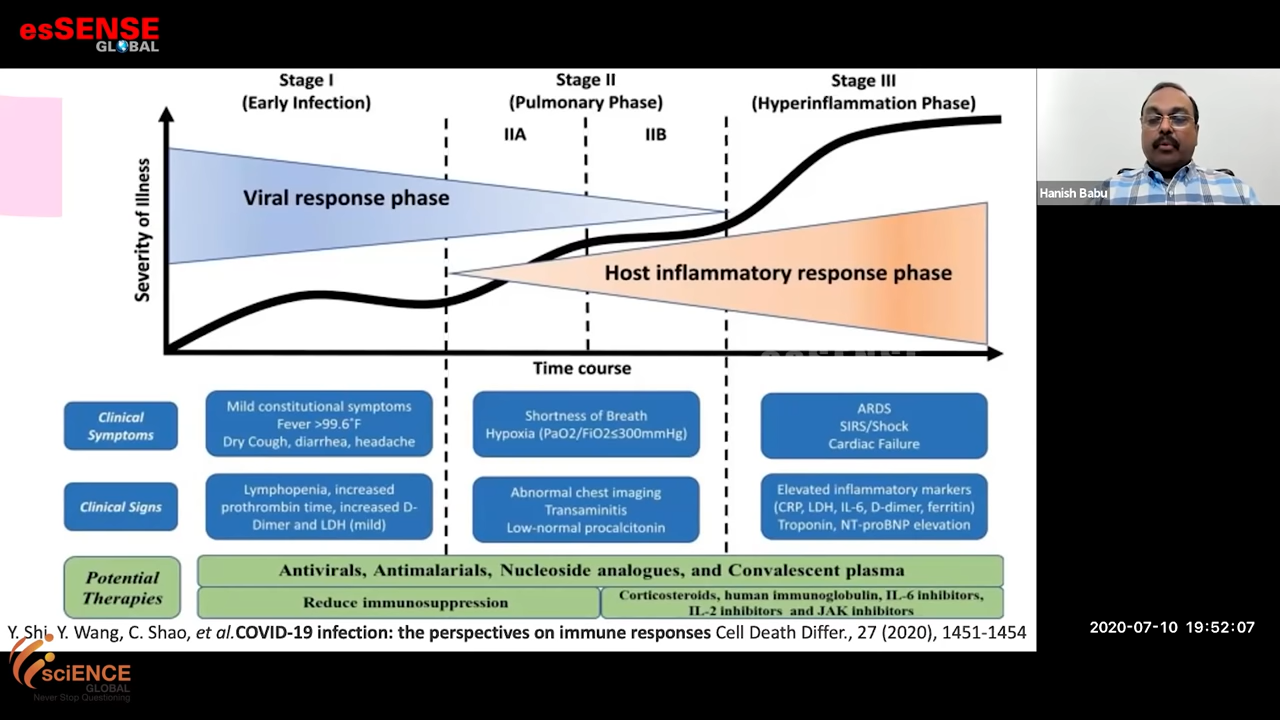 esSENSE
GLOBAL
Stage I
(Early Infection)
Stage II
(Pulmonary Phase)
Stage III
(Hyperinflammation Phase)
IIA
IIB
Severity of Illness
Viral response phase
Host inflammatory response phase
Time course
Hanish Babu
Clinical
Symptoms
Mild constitutional symptoms
Fever >99.6°F
Dry Cough, diarrhea, headache
Shortness of Breath
Hypoxia (PaO2/FiO2≤300mmHg)
ARDS
SIRS/Shock
Cardiac Failure
Clinical Signs
Lymphopenia, increased
prothrombin time, increased D-
Dimer and LDH (mild)
Abnormal chest imaging
Transaminitis
Low-normal procalcitonin
Elevated inflammatory markers
(CRP, LDH, IL-6, D-dimer, ferritin)
Troponin, NT-proBNP elevation
Potential
Therapies
Antivirals, Antimalarials, Nucleoside analogues, and Convalescent plasma
Reduce immunosuppression
Corticosteroids, human immunoglobulin, IL-6 inhibitors,
IL-2 inhibitors and JAK inhibitors
Y. Shi, Y. Wang, C. Shao, et al.COVID-19 infection: the perspectives on immune responses Cell Death Differ., 27 (2020), 1451-1454
2020-07-10 19:52:07
sciENCE
GLOBAL
Never Stop Questioning